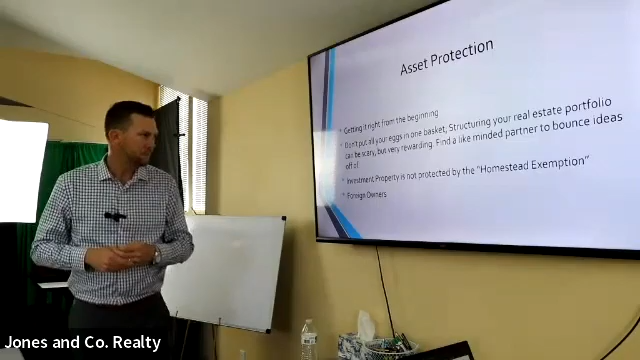 Asset Protection
Getting it right from the beginning
Don't put all your eggs in one basket, Structuring your real estate portfolio
can be scary, but very rewarding. Find a like minded partner to bounce ideas
off of.
Investment Property is not protected by the "Homestead Exemption"
Foreign Owners
Jones and Co. Realty